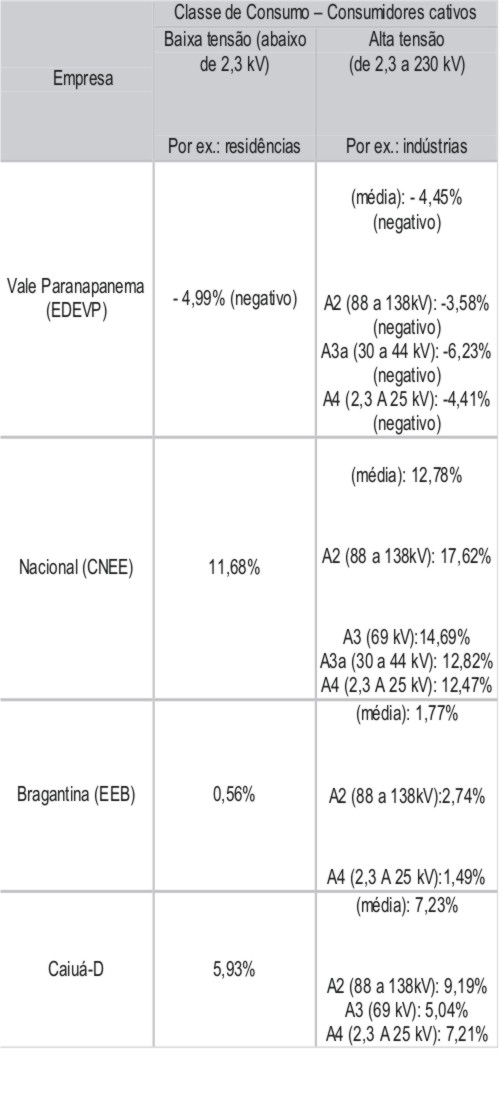 Classe de Consumo – Consumidores cativos
Empresa
Baixa tensão (abaixo
de 2,3 kV)
Por ex.: residências
Alta tensão
(de 2,3 a 230 kV)
Por ex.: indústrias
Vale Paranapanema
(EDEVP)
- 4,99% (negativo)
(média): - 4,45%
(negativo)
A2 (88 a 138kV): -3,58%
(negativo)
A3a (30 a 44 kV): -6,23%
(negativo)
A4 (2,3 A 25 kV): -4,41%
(negativo)
Nacional (CNEE)
11,68%
(média): 12,78%
A2 (88 a 138kV): 17,62%
A3 (69 kV):14,69%
A3a (30 a 44 kV): 12,82%
A4 (2,3 A 25 kV): 12,47%
Bragantina (EEB)
0,56%
(média): 1,77%
A2 (88 a 138kV):2,74%
A4 (2,3 A 25 kV):1,49%
Caiuá-D
5,93%
(média): 7,23%
A2 (88 a 138kV): 9,19%
A3 (69 kV): 5,04%
A4 (2,3 A 25 kV): 7,21%